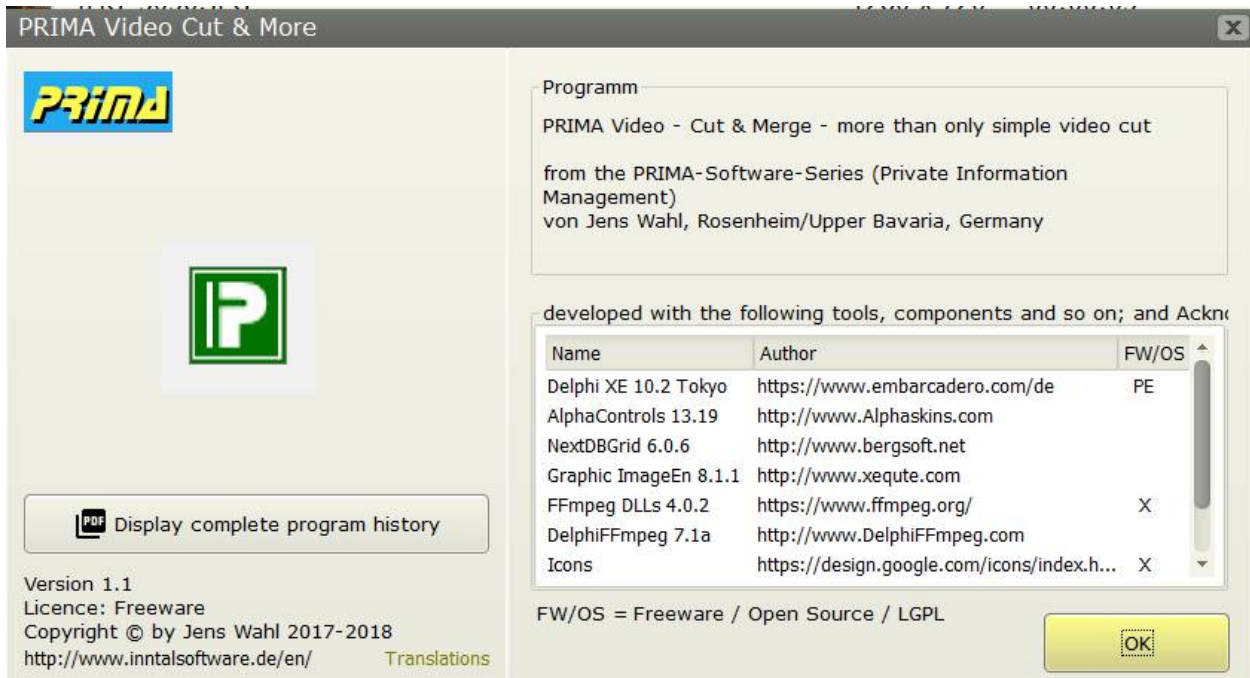 PRIMA Video Cut & More
PRiMA
P
Display complete program history
Version 1.1
Licence: Freeware
Copyright © by Jens Wahl 2017-2018
http://www.inntalsoftware.de/en/ Translations
Programm
PRIMA Video - Cut & Merge - more than only simple video cut
from the PRIMA-Software-Series (Private Information
Management)
von Jens Wahl, Rosenheim/Upper Bavaria, Germany
developed with the following tools, components and so on; and Ackn
Name Author FW/OS
Delphi XE 10.2 Tokyo https://www.embarcadero.com/de PE
AlphaControls 13.19 http://www.Alphaskins.com
NextDBGrid 6.0.6 http://www.bergsoft.net
Graphic ImageEn 8.1.1 http://www.xequte.com
FFmpeg DLLs 4.0.2 https://www.ffmpeg.org/ X
DelphiFFmpeg 7.1a http://www.DelphiFFmpeg.com
Icons https://design.google.com/icons/index.h... X
FW/OS = Freeware / Open Source / LGPL
OK